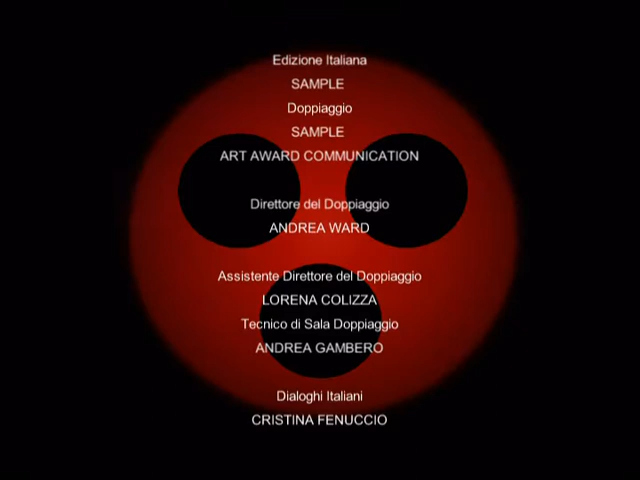 Edizione Italiana
SAMPLE
Doppiaggio
SAMPLE
ART AWARD COMMUNICATION
Direttore del Doppiaggio
ANDREA WARD
Assistente Direttore del Doppiaggio
LORENA COLIZZA
Tecnico di Sala Doppiaggio
ANDREA GAMBERO
Dialoghi Italiani
CRISTINA FENUCCIO